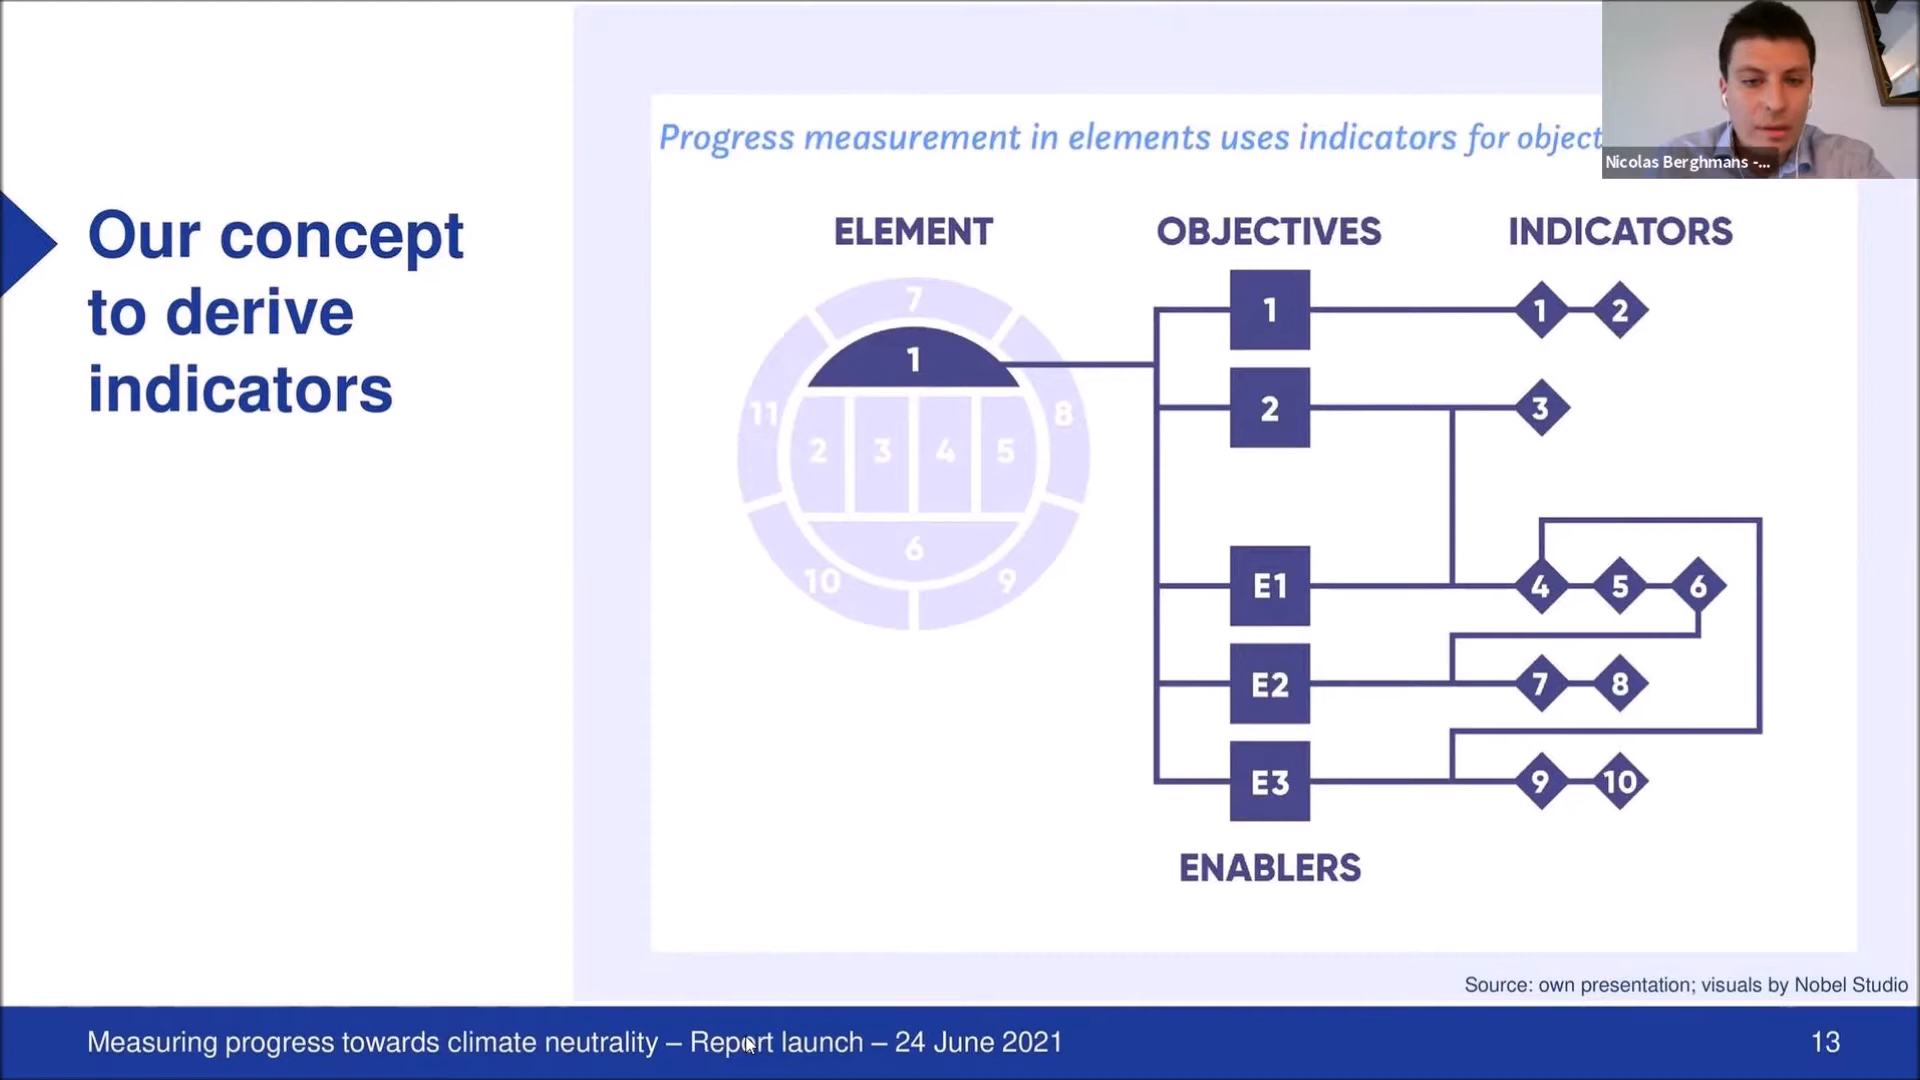 Our concept
to derive
indicators
Progress measurement in elements uses indicators for object
Nicolas Berghmans -...
ELEMENT
OBJECTIVES
INDICATORS
7
1
11
8
2 3 4 5
6
10
9
1
1 2
2
3
E1
4 5 6
E2
7 8
E3
9 10
ENABLERS
Source: own presentation; visuals by Nobel Studio
Measuring progress towards climate neutrality – Report launch – 24 June 2021
13